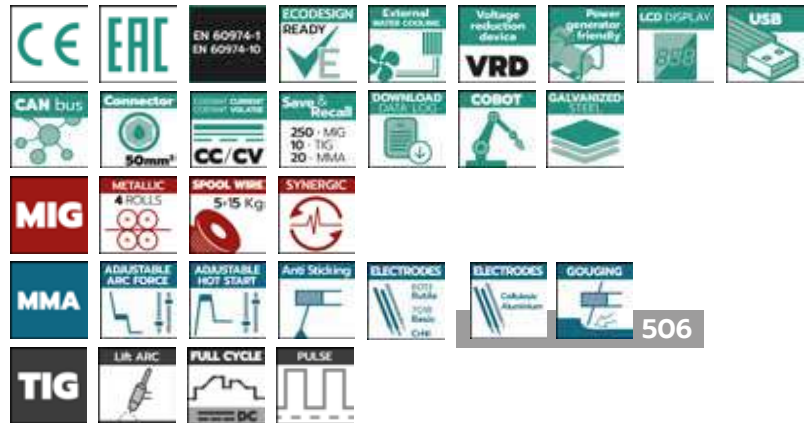 CE
EAC
EN 60974-1
EN 60974-10
ECODESIGN
READY
E
External
WATER COOLING
Voltage
reduction
device
VRD
Power
generator
friendly
LCD DISPLAY
USB
CAN bus
Connector
50mm²
CONSTANT CURRENT
CONSTANT VOLTAGE
CC/CV
Save &
Recall
250 · MIG
10 · TIG
20 · MMA
DOWNLOAD
DATA LOG
COBOT
GALVANIZED
STEEL
MIG
METALLIC
4 ROLLS
SPOOL WIRE
5›15 Kg
SYNERGIC
MMA
ADJUSTABLE
ARC FORCE
ADJUSTABLE
HOT START
Anti Sticking
ELECTRODES
6013
Rutile
7018
Basic
CrNi
ELECTRODES
Cellulosic
Aluminium
GOUGING
506
TIG
Lift ARC
FULL CYCLE
DC
PULSE